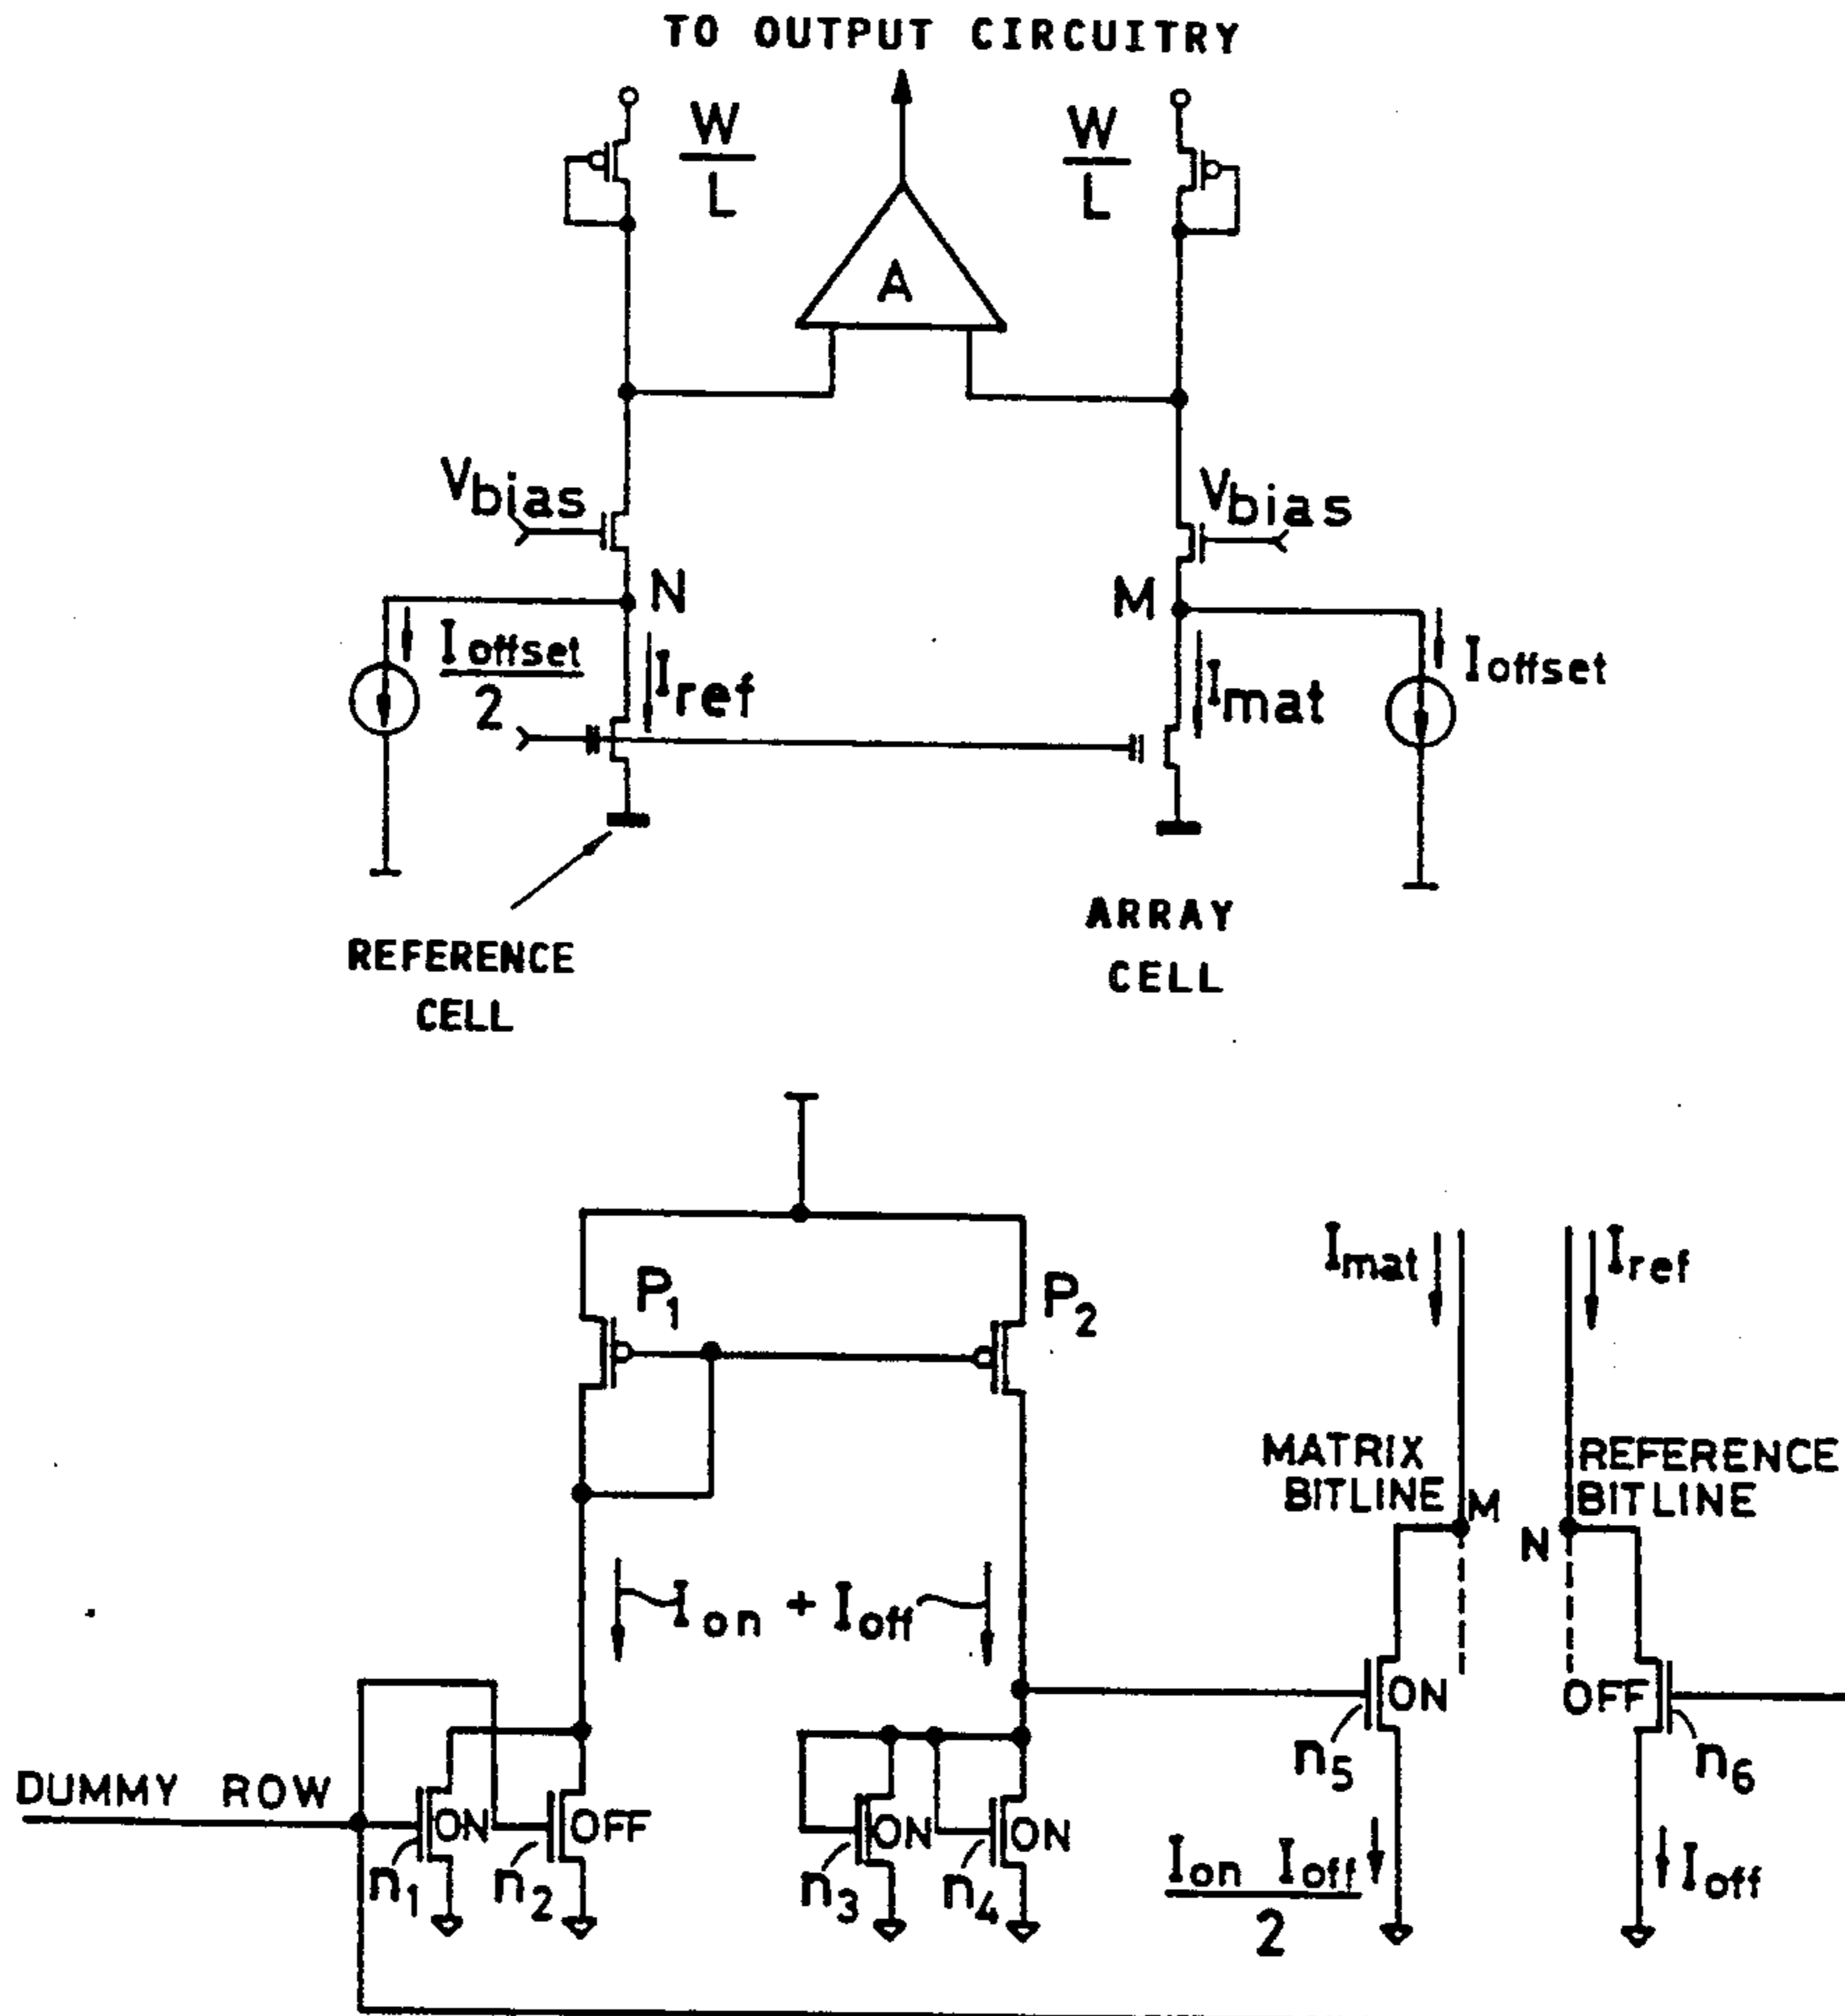 TO OUTPUT CIRCUITRY
W
L
W
L
A
Vbias
Vbias
N
M
Ioffset
2
Iref
Imat
Ioffset
REFERENCE
CELL
ARRAY
CELL
P1
P2
Imat
Iref
MATRIX
BITLINE
M
REFERENCE
BITLINE
N
Ion + Ioff
DUMMY ROW
ON
OFF
ON
ON
ON
OFF
n1
n2
n3
n4
n5
n6
Ion Ioff
2
Ioff